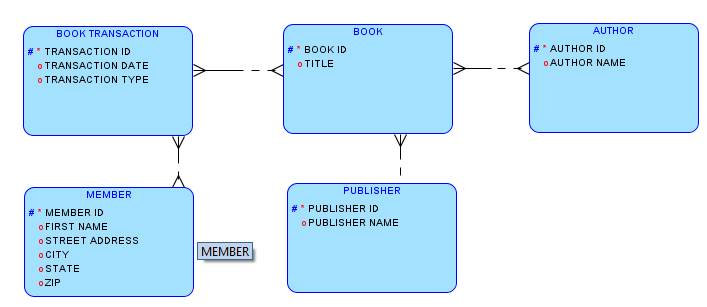 BOOK TRANSACTION
# * TRANSACTION ID
o TRANSACTION DATE
o TRANSACTION TYPE
BOOK
# * BOOK ID
o TITLE
AUTHOR
# * AUTHOR ID
o AUTHOR NAME
MEMBER
# * MEMBER ID
o FIRST NAME
o STREET ADDRESS
o CITY
o STATE
o ZIP
MEMBER
PUBLISHER
# * PUBLISHER ID
o PUBLISHER NAME